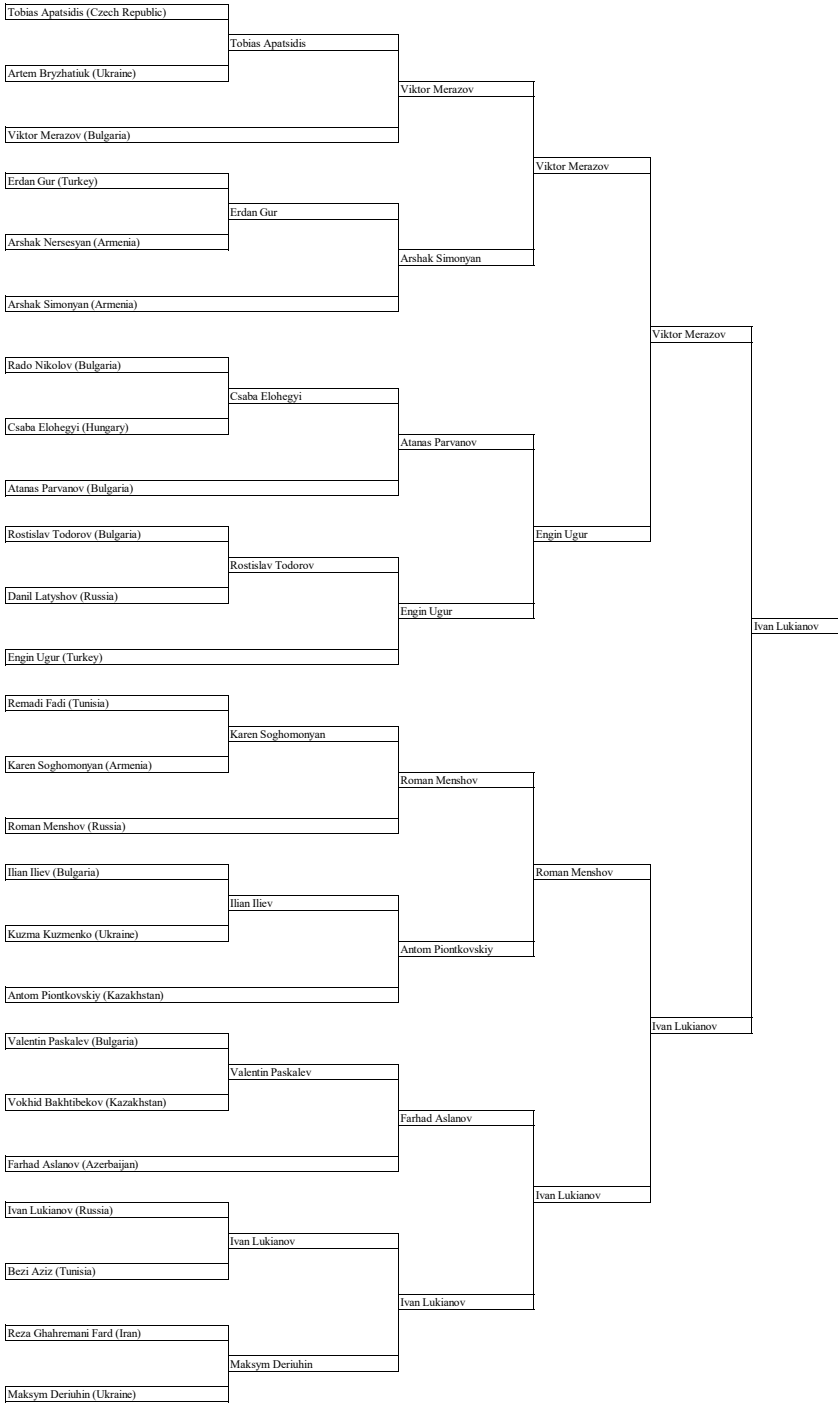 Tobias Apatsidis (Czech Republic)
Tobias Apatsidis
Artem Bryzhatiuk (Ukraine)
Viktor Merazov
Viktor Merazov (Bulgaria)
Viktor Merazov
Erdan Gur (Turkey)
Erdan Gur
Arshak Nersesyan (Armenia)
Arshak Simonyan
Arshak Simonyan (Armenia)
Viktor Merazov
Rado Nikolov (Bulgaria)
Csaba Elohegyi
Csaba Elohegyi (Hungary)
Atanas Parvanov
Atanas Parvanov (Bulgaria)
Rostislav Todorov (Bulgaria)
Engin Ugur
Rostislav Todorov
Danil Latyshov (Russia)
Engin Ugur
Ivan Lukianov
Engin Ugur (Turkey)
Remadi Fadi (Tunisia)
Karen Soghomonyan
Karen Soghomonyan (Armenia)
Roman Menshov
Roman Menshov (Russia)
Ilian Iliev (Bulgaria)
Roman Menshov
Ilian Iliev
Kuzma Kuzmenko (Ukraine)
Antom Piontkovskiy
Antom Piontkovskiy (Kazakhstan)
Ivan Lukianov
Valentin Paskalev (Bulgaria)
Valentin Paskalev
Vokhid Bakhtibekov (Kazakhstan)
Farhad Aslanov
Farhad Aslanov (Azerbaijan)
Ivan Lukianov
Ivan Lukianov (Russia)
Ivan Lukianov
Bezi Aziz (Tunisia)
Ivan Lukianov
Reza Ghahremani Fard (Iran)
Maksym Deriuhin
Maksym Deriuhin (Ukraine)